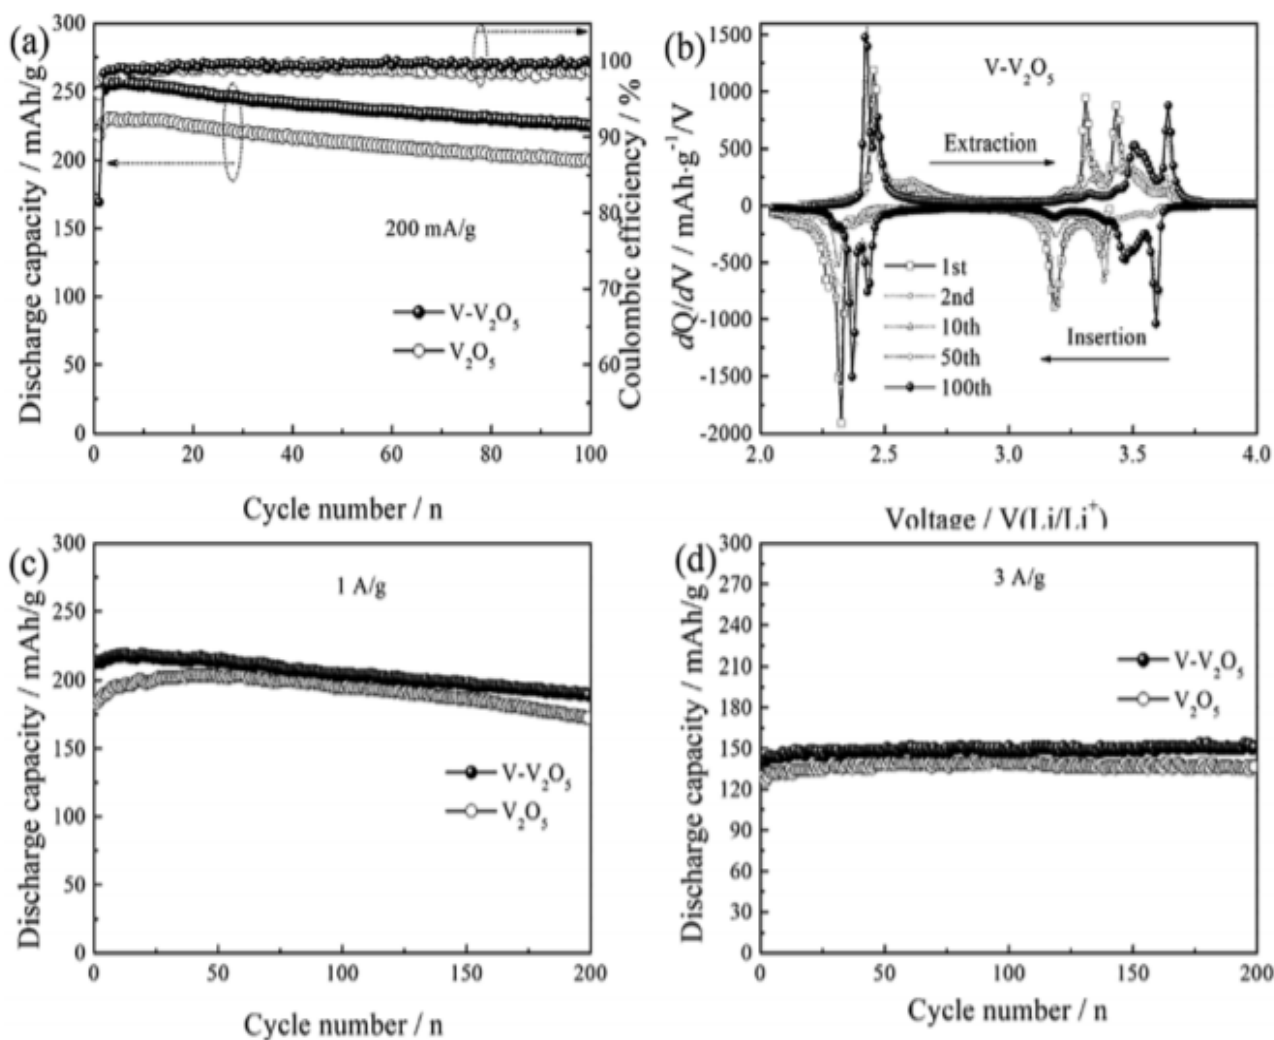 (a)
300
250
200
150
100
50
0
Discharge capacity / mAh/g
100
90
80
70
60
Coulombic efficiency / %
200 mA/g
V-V₂O₅
V₂O₅
0 20 40 60 80 100
Cycle number / n
(b)
1500
1000
500
0
-500
-1000
-1500
-2000
dQ/dV / mAh·g⁻¹/V
V-V₂O₅
Extraction
1st
2nd
10th
50th
100th
Insertion
2.0 2.5 3.0 3.5 4.0
Voltage / V(Li/Li⁺)
(c)
300
250
200
150
100
50
0
Discharge capacity / mAh/g
1 A/g
V-V₂O₅
V₂O₅
0 50 100 150 200
Cycle number / n
(d)
300
270
240
210
180
150
120
90
60
30
0
Discharge capacity / mAh/g
3 A/g
V-V₂O₅
V₂O₅
0 50 100 150 200
Cycle number / n